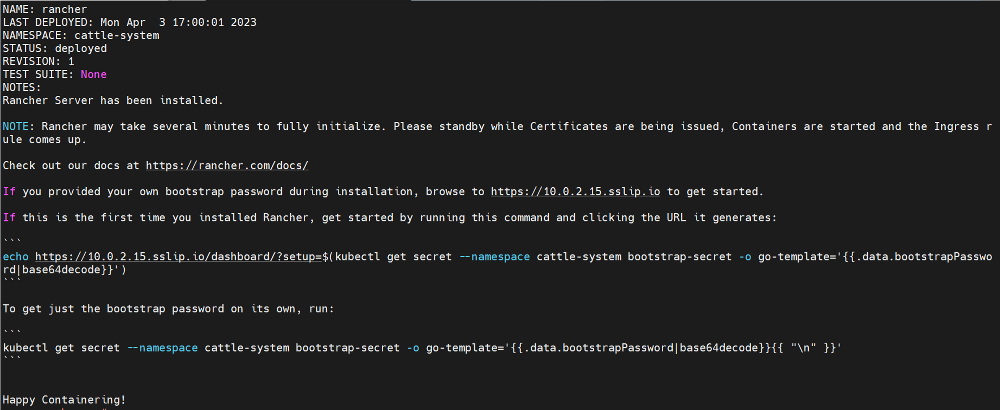 NAME: rancher
LAST DEPLOYED: Mon Apr  3 17:00:01 2023
NAMESPACE: cattle-system
STATUS: deployed
REVISION: 1
TEST SUITE: None
NOTES:
Rancher Server has been installed.
NOTE: Rancher may take several minutes to fully initialize. Please standby while Certificates are being issued, Containers are started and the Ingress r
ule comes up.
Check out our docs at https://rancher.com/docs/
If you provided your own bootstrap password during installation, browse to https://10.0.2.15.sslip.io to get started.
If this is the first time you installed Rancher, get started by running this command and clicking the URL it generates:
```
echo https://10.0.2.15.sslip.io/dashboard/?setup=$(kubectl get secret --namespace cattle-system bootstrap-secret -o go-template='{{.data.bootstrapPasswo
rd|base64decode}}')
```
To get just the bootstrap password on its own, run:
```
kubectl get secret --namespace cattle-system bootstrap-secret -o go-template='{{.data.bootstrapPassword|base64decode}}{{ "\n" }}'
```
Happy Containering!